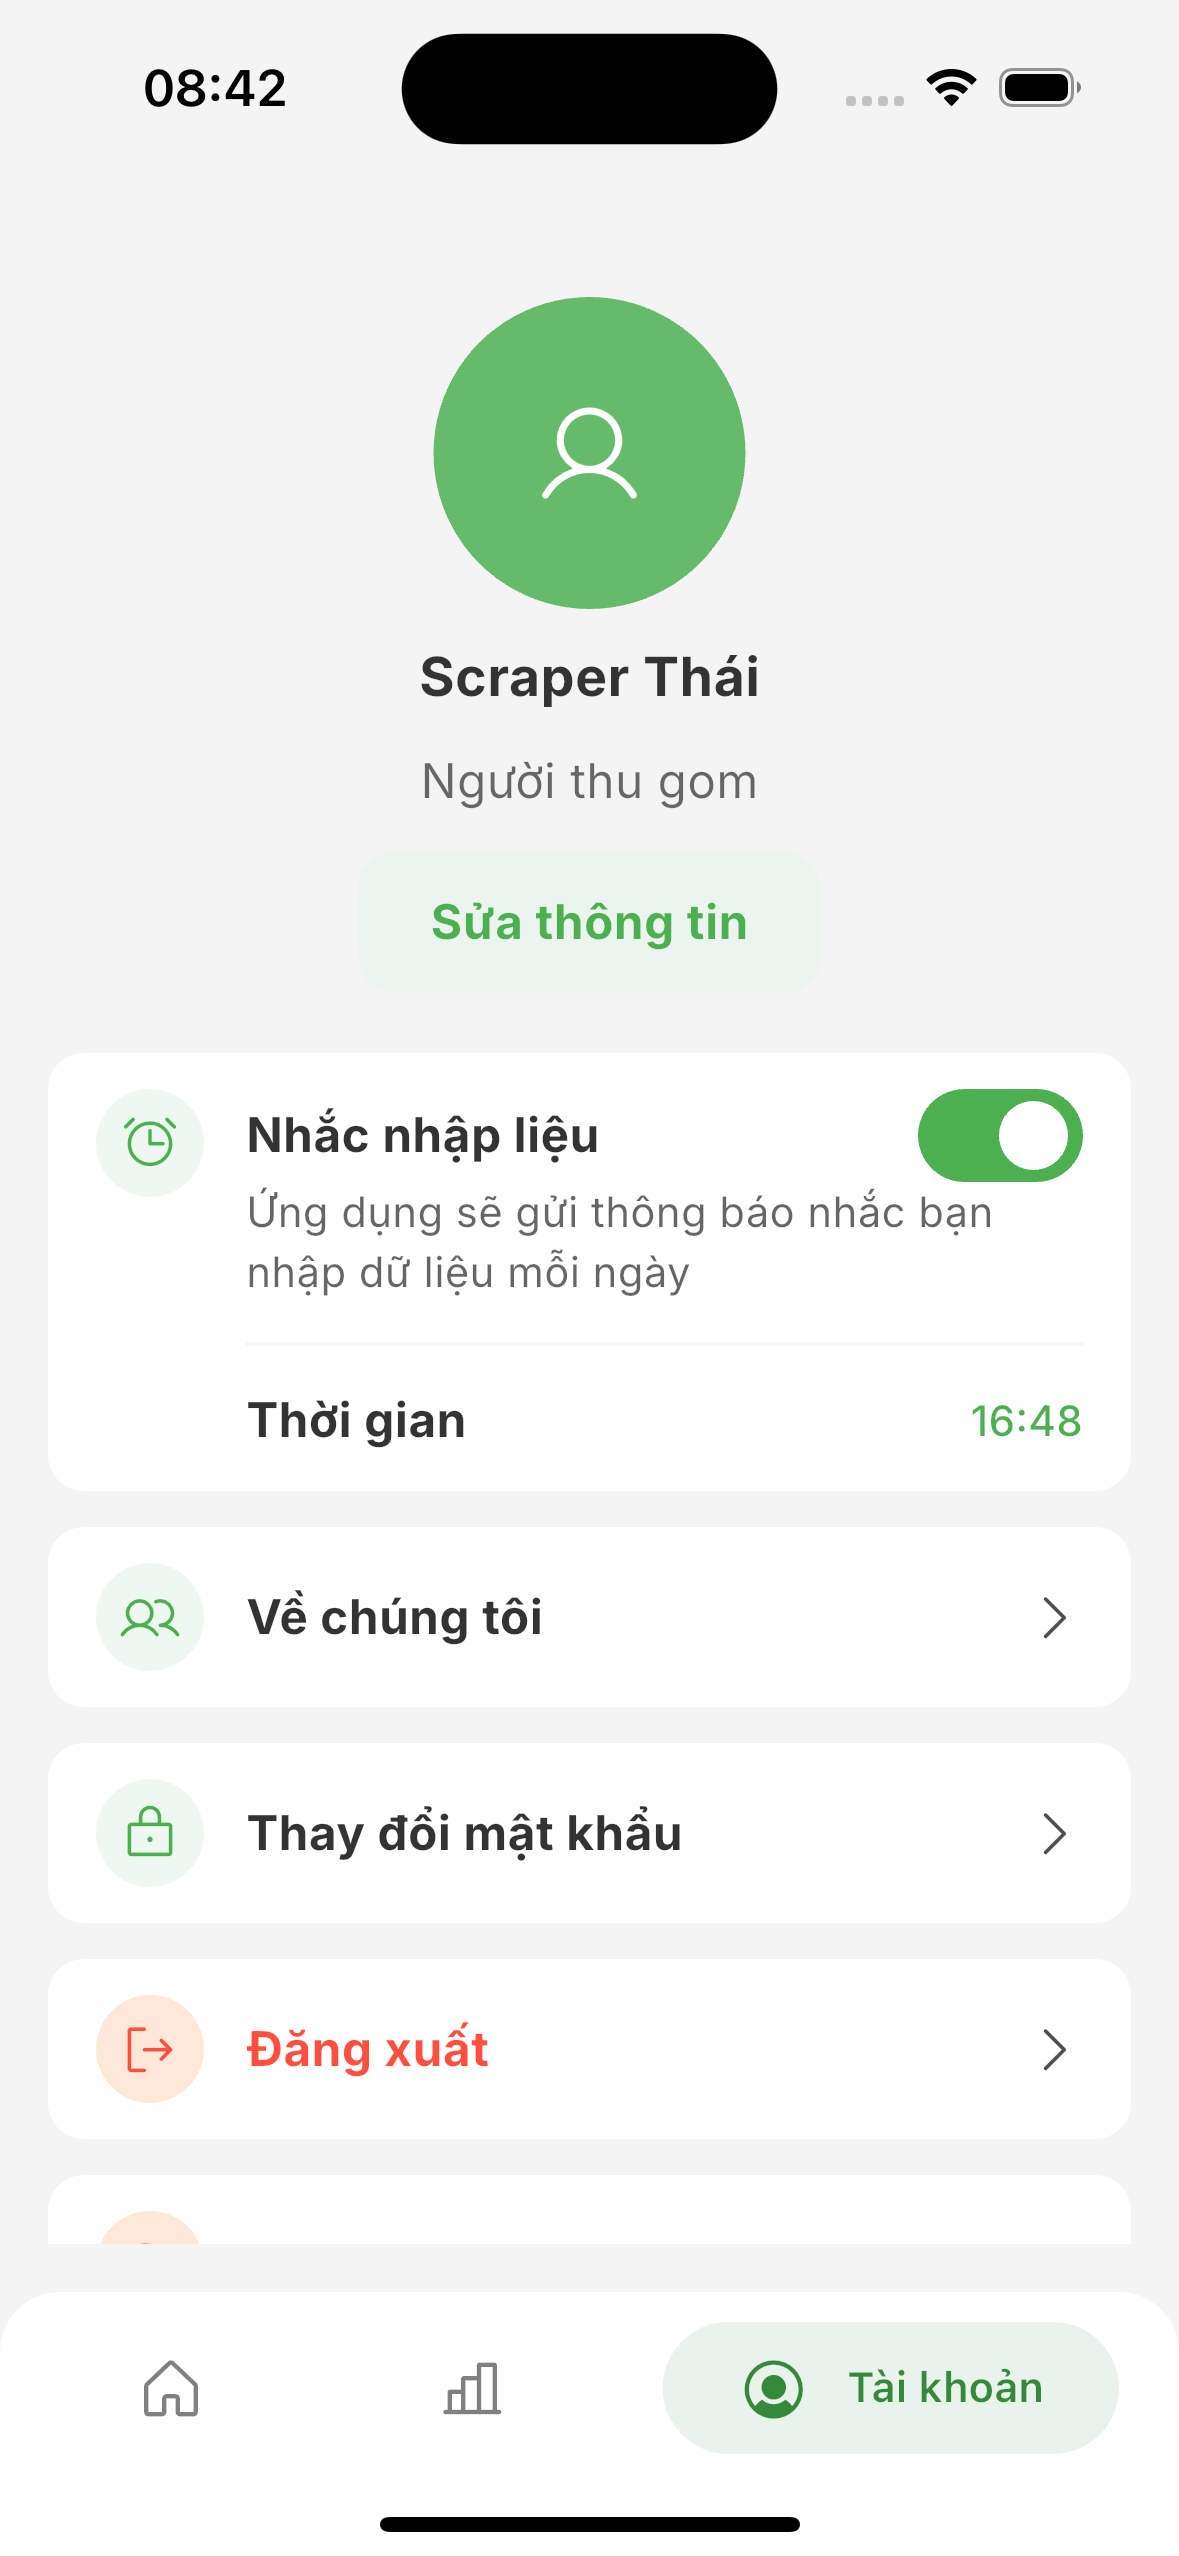 08:42
Scraper Thái
Người thu gom
Sửa thông tin
Nhắc nhập liệu
Ứng dụng sẽ gửi thông báo nhắc bạn
nhập dữ liệu mỗi ngày
Thời gian
16:48
Về chúng tôi
Thay đổi mật khẩu
Đăng xuất
Tài khoản